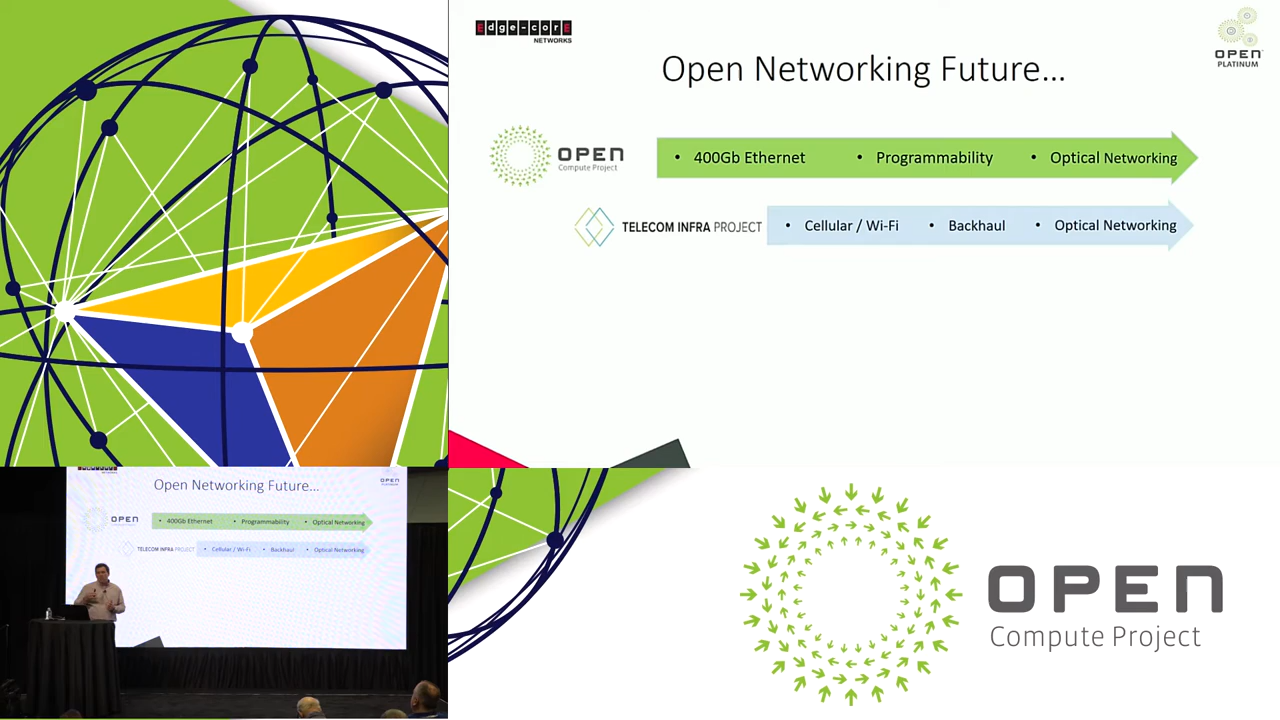 Edge-corE
NETWORKS
OPEN
PLATINUM
Open Networking Future...
OPEN
Compute Project
• 400Gb Ethernet • Programmability • Optical Networking
TELECOM INFRA PROJECT
• Cellular / Wi-Fi • Backhaul • Optical Networking
Open Networking Future...
OPEN
PLATINUM
OPEN
• 400Gb Ethernet • Programmability • Optical Networking
TELECOM INFRA PROJECT
• Cellular / Wi-Fi • Backhaul • Optical Networking
OPEN
Compute Project